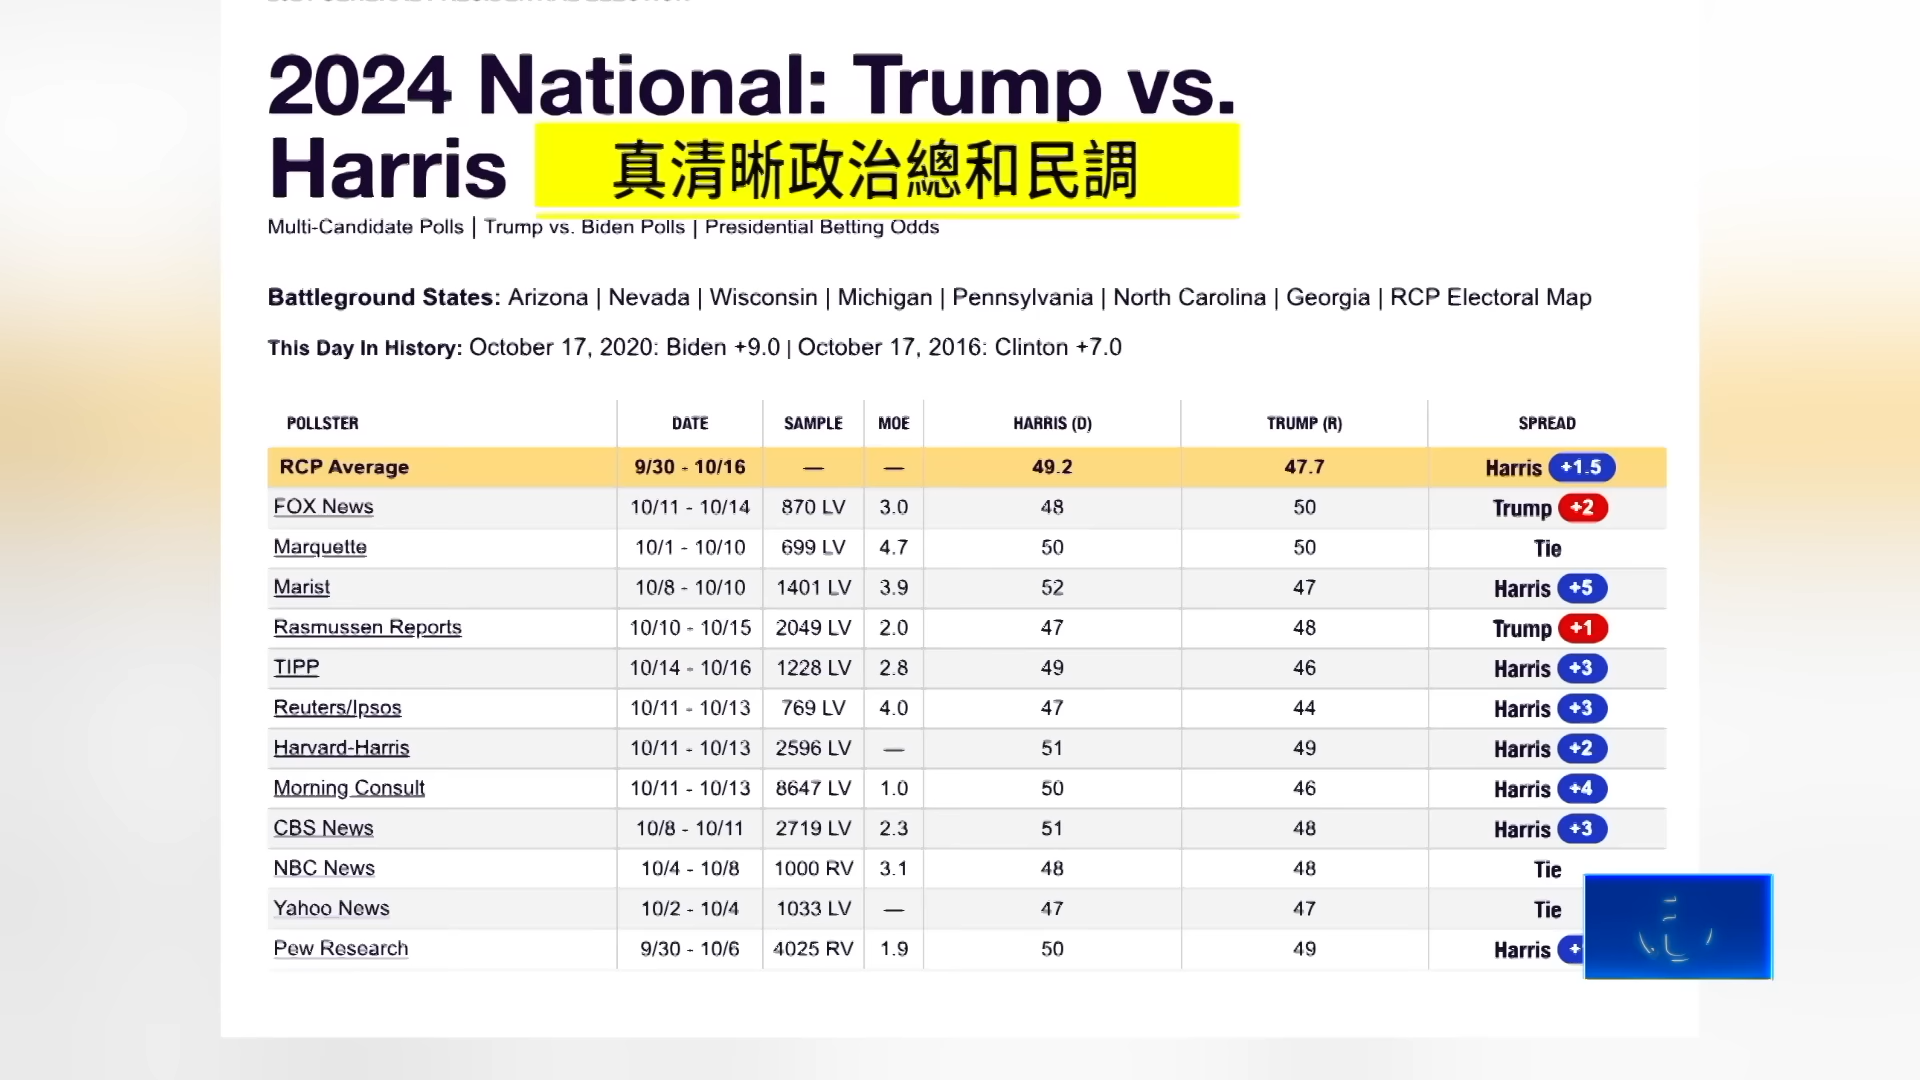 2024 National: Trump vs.
Harris 真清晰政治總和民調
Multi-Candidate Polls | Trump vs. Biden Polls | Presidential Betting Odds
Battleground States: Arizona | Nevada | Wisconsin | Michigan | Pennsylvania | North Carolina | Georgia | RCP Electoral Map
This Day In History: October 17, 2020: Biden +9.0 | October 17, 2016: Clinton +7.0
POLLSTER DATE SAMPLE MOE HARRIS (D) TRUMP (R) SPREAD
RCP Average 9/30 - 10/16 — — 49.2 47.7 Harris +1.5
FOX News 10/11 - 10/14 870 LV 3.0 48 50 Trump +2
Marquette 10/1 - 10/10 699 LV 4.7 50 50 Tie
Marist 10/8 - 10/10 1401 LV 3.9 52 47 Harris +5
Rasmussen Reports 10/10 - 10/15 2049 LV 2.0 47 48 Trump +1
TIPP 10/14 - 10/16 1228 LV 2.8 49 46 Harris +3
Reuters/Ipsos 10/11 - 10/13 769 LV 4.0 47 44 Harris +3
Harvard-Harris 10/11 - 10/13 2596 LV — 51 49 Harris +2
Morning Consult 10/11 - 10/13 8647 LV 1.0 50 46 Harris +4
CBS News 10/8 - 10/11 2719 LV 2.3 51 48 Harris +3
NBC News 10/4 - 10/8 1000 RV 3.1 48 48 Tie
Yahoo News 10/2 - 10/4 1033 LV — 47 47 Tie
Pew Research 9/30 - 10/6 4025 RV 1.9 50 49 Harris +